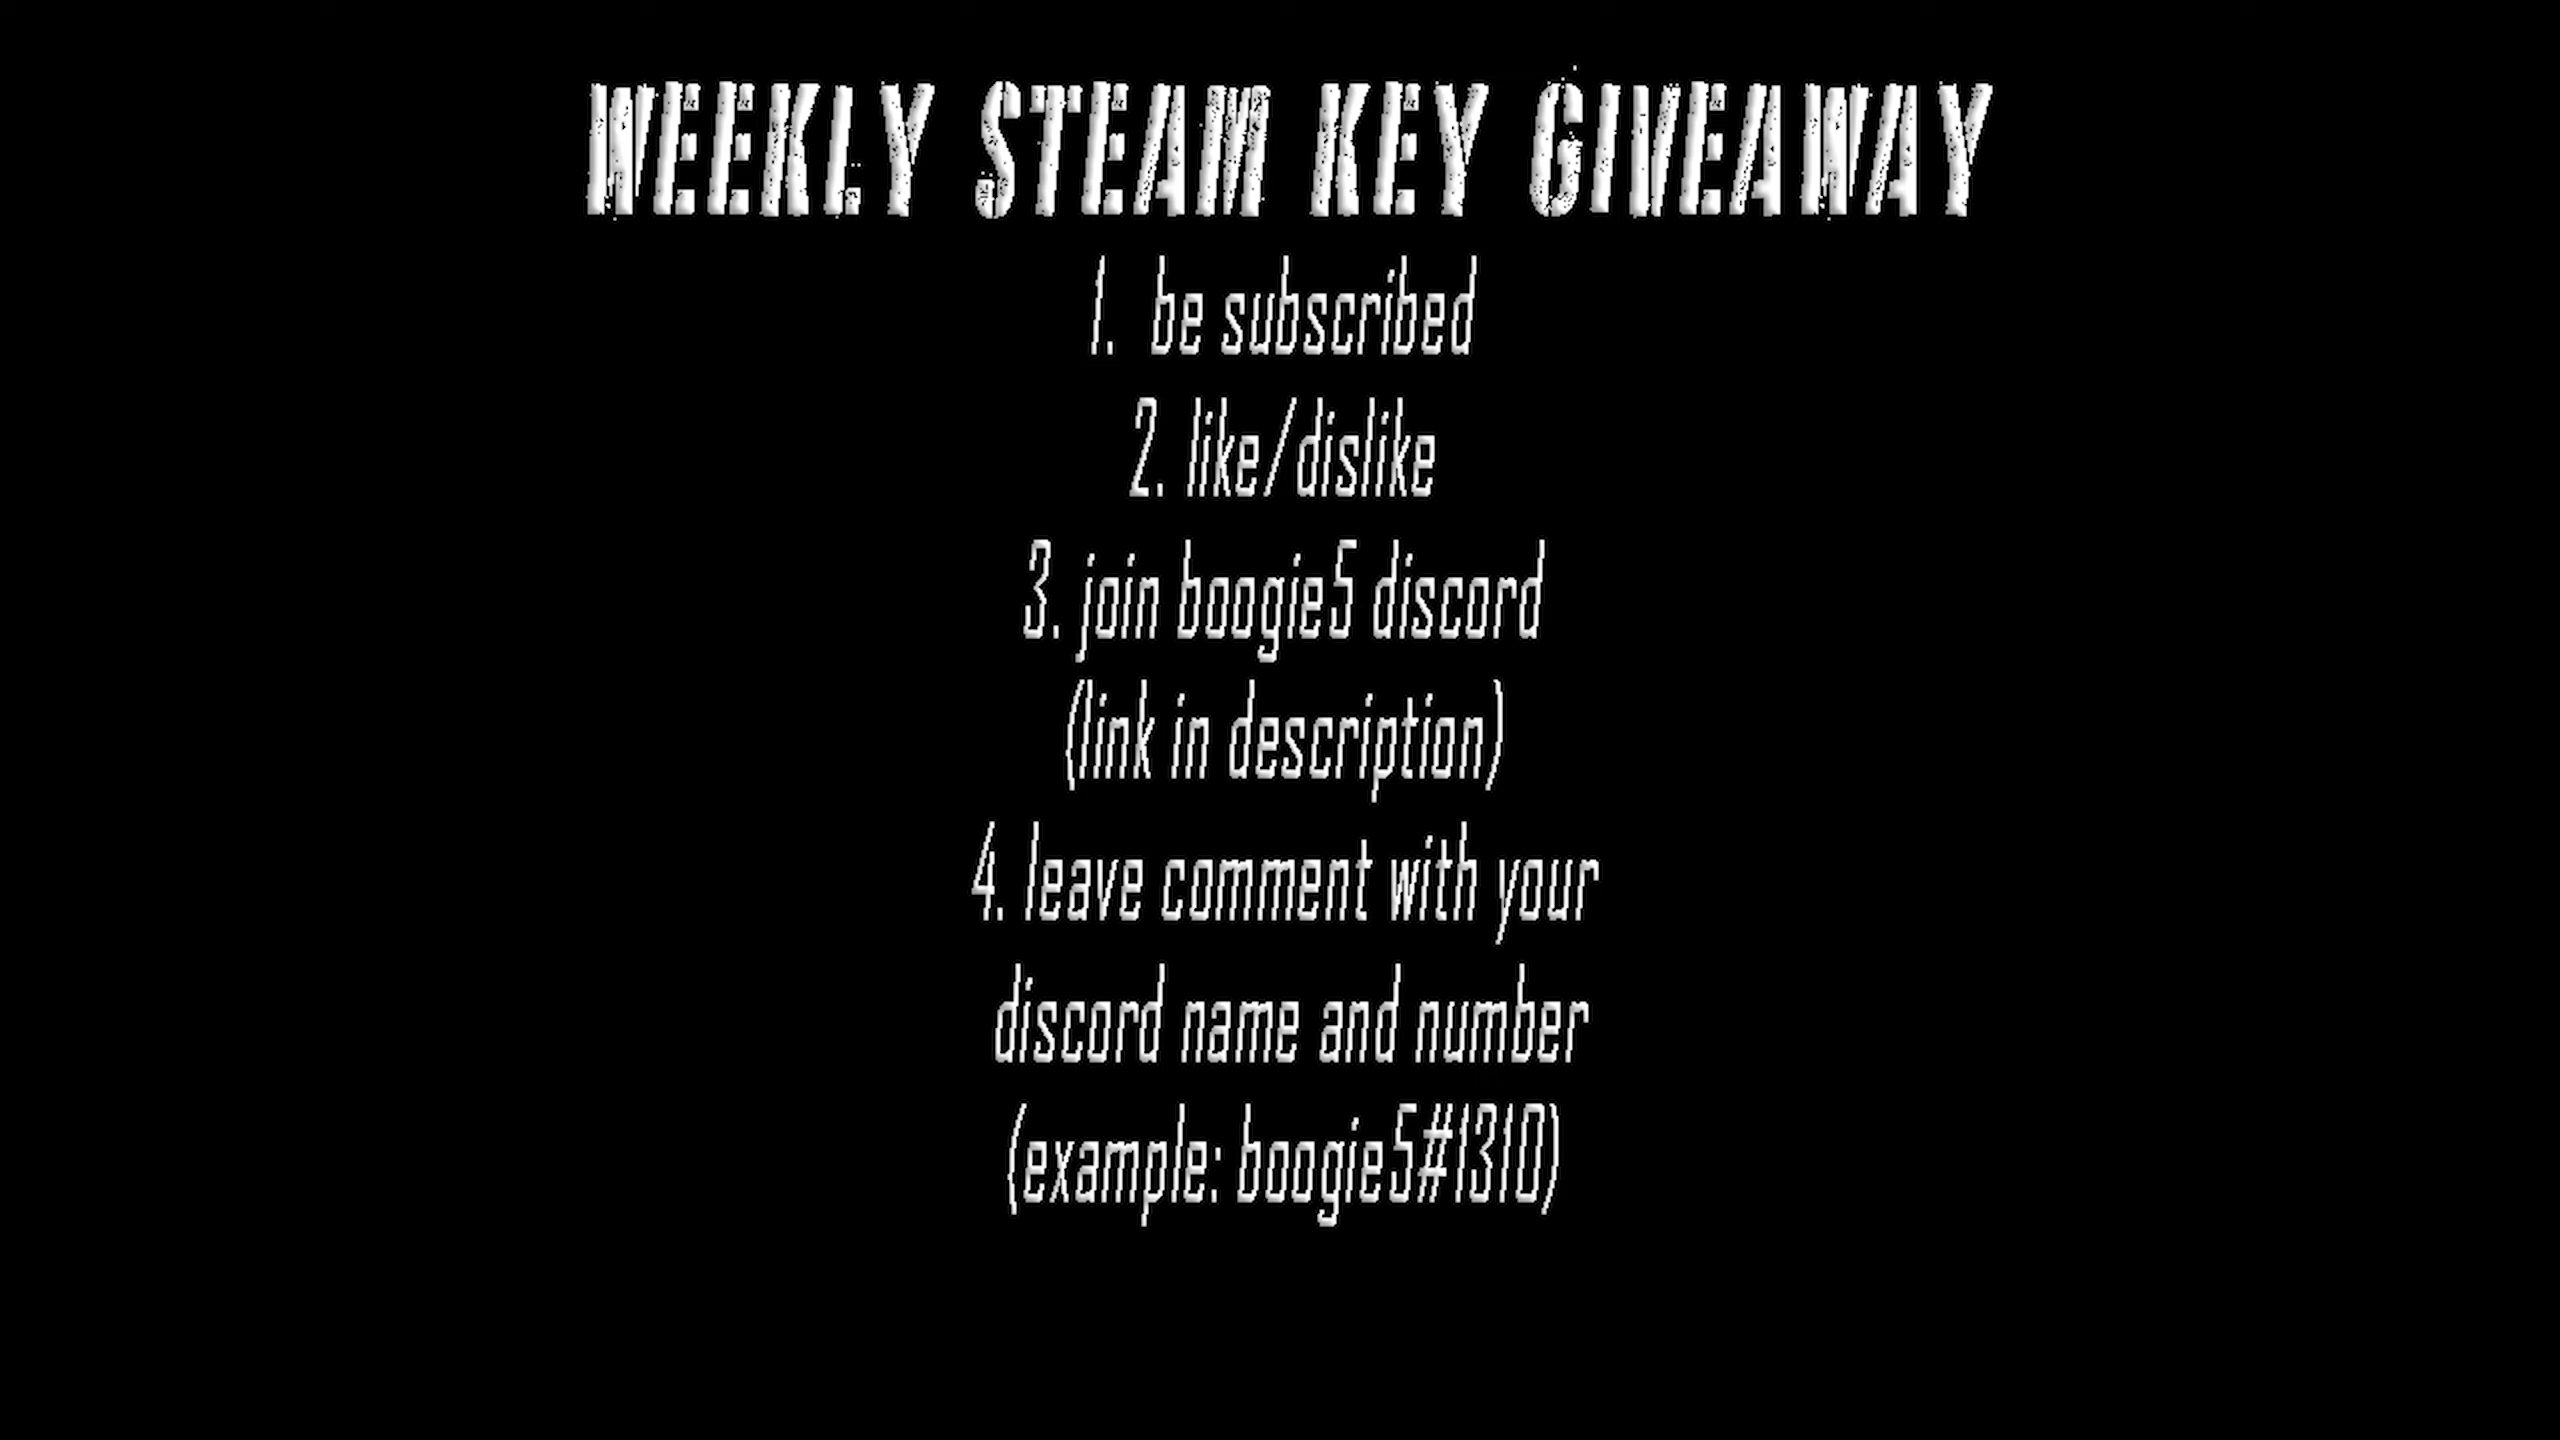 WEEKLY STEAM KEY GIVEAWAY
1. be subscribed
2. like/dislike
3. join boogie5 discord
(link in description)
4. leave comment with your
discord name and number
(example: boogie5#1310)